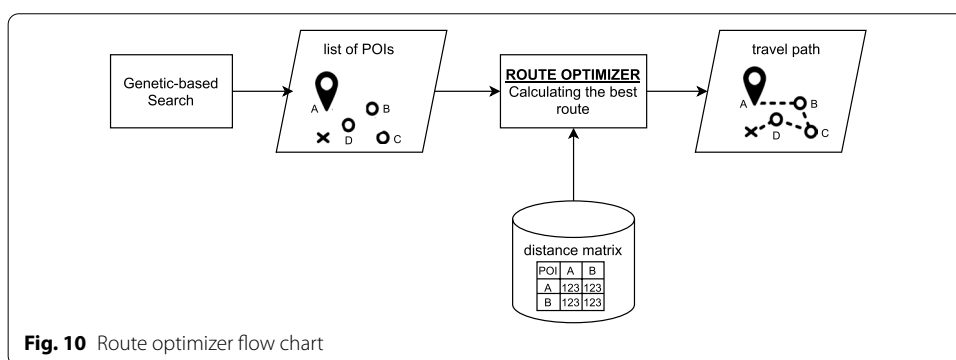 Genetic-based
Search
list of POIs
A
B
D
C
ROUTE OPTIMIZER
Calculating the best
route
travel path
A
B
D
C
distance matrix
POI A B
A 123 123
B 123 123
Fig. 10 Route optimizer flow chart